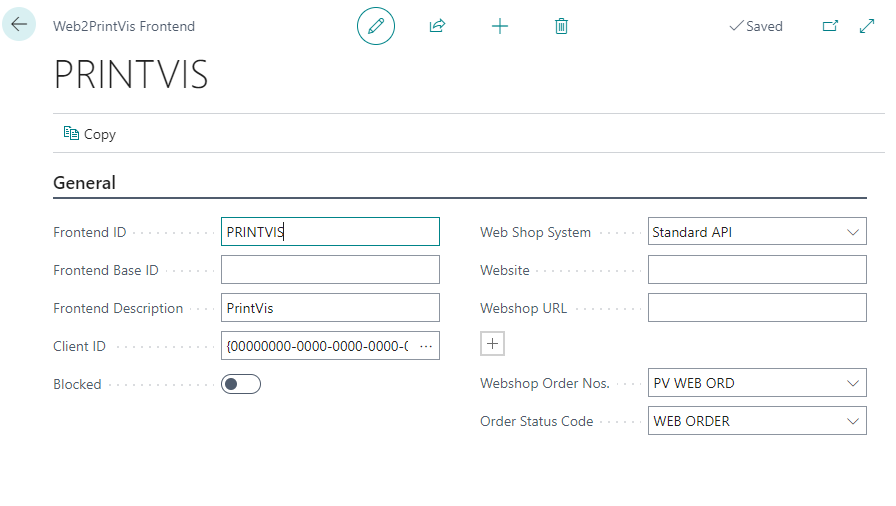 Web2PrintVis Frontend
Saved
PRINTVIS
Copy
General
Frontend ID
PRINTVIS
Frontend Base ID
Frontend Description
PrintVis
Client ID
{00000000-0000-0000-0000-(
Blocked
Web Shop System
Standard API
Website
Webshop URL
Webshop Order Nos.
PV WEB ORD
Order Status Code
WEB ORDER